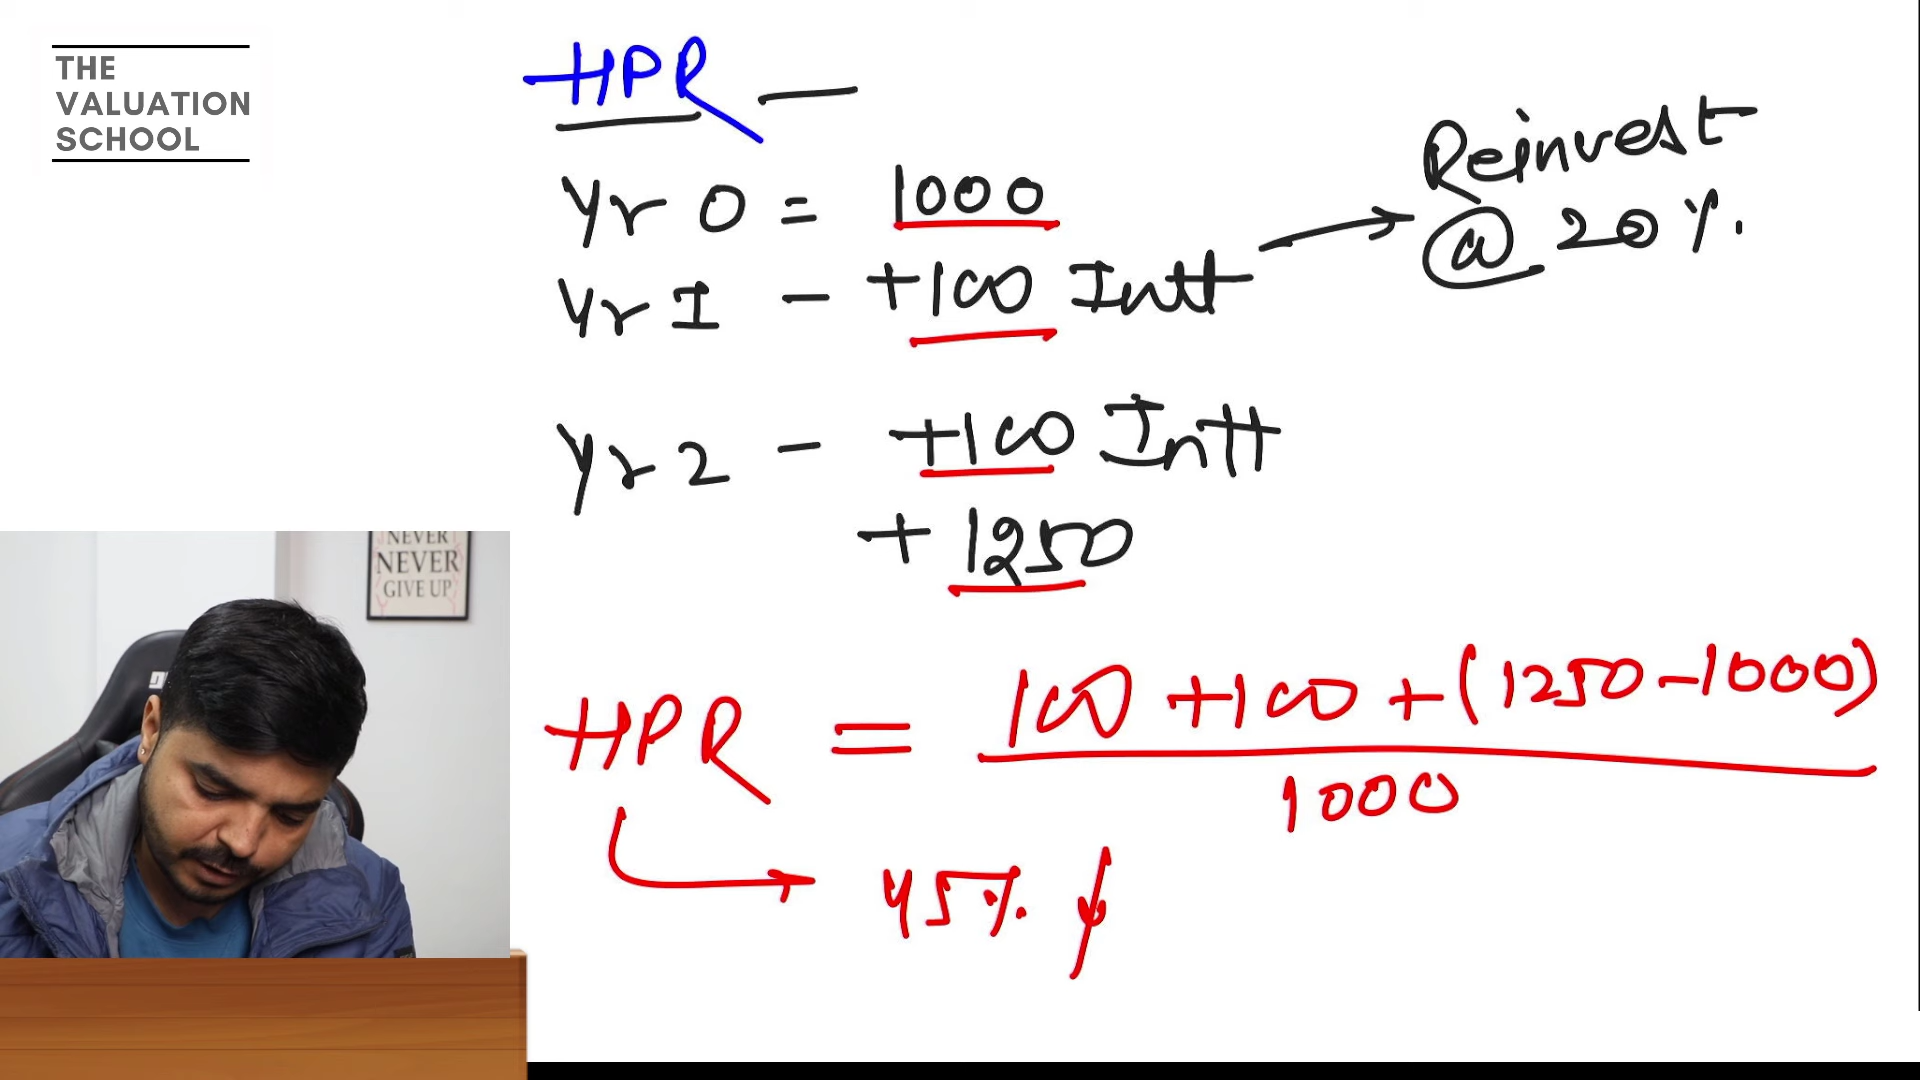 THE
VALUATION
SCHOOL
HPR —
Yr 0 = 1000
Yr I - +100 Intt → Reinvest
@ 20%.
Yr 2 - +100 Intt
+ 1250
NEVER
NEVER
GIVE UP
HPR = 100 + 100 + (1250 - 1000)
1000
45%